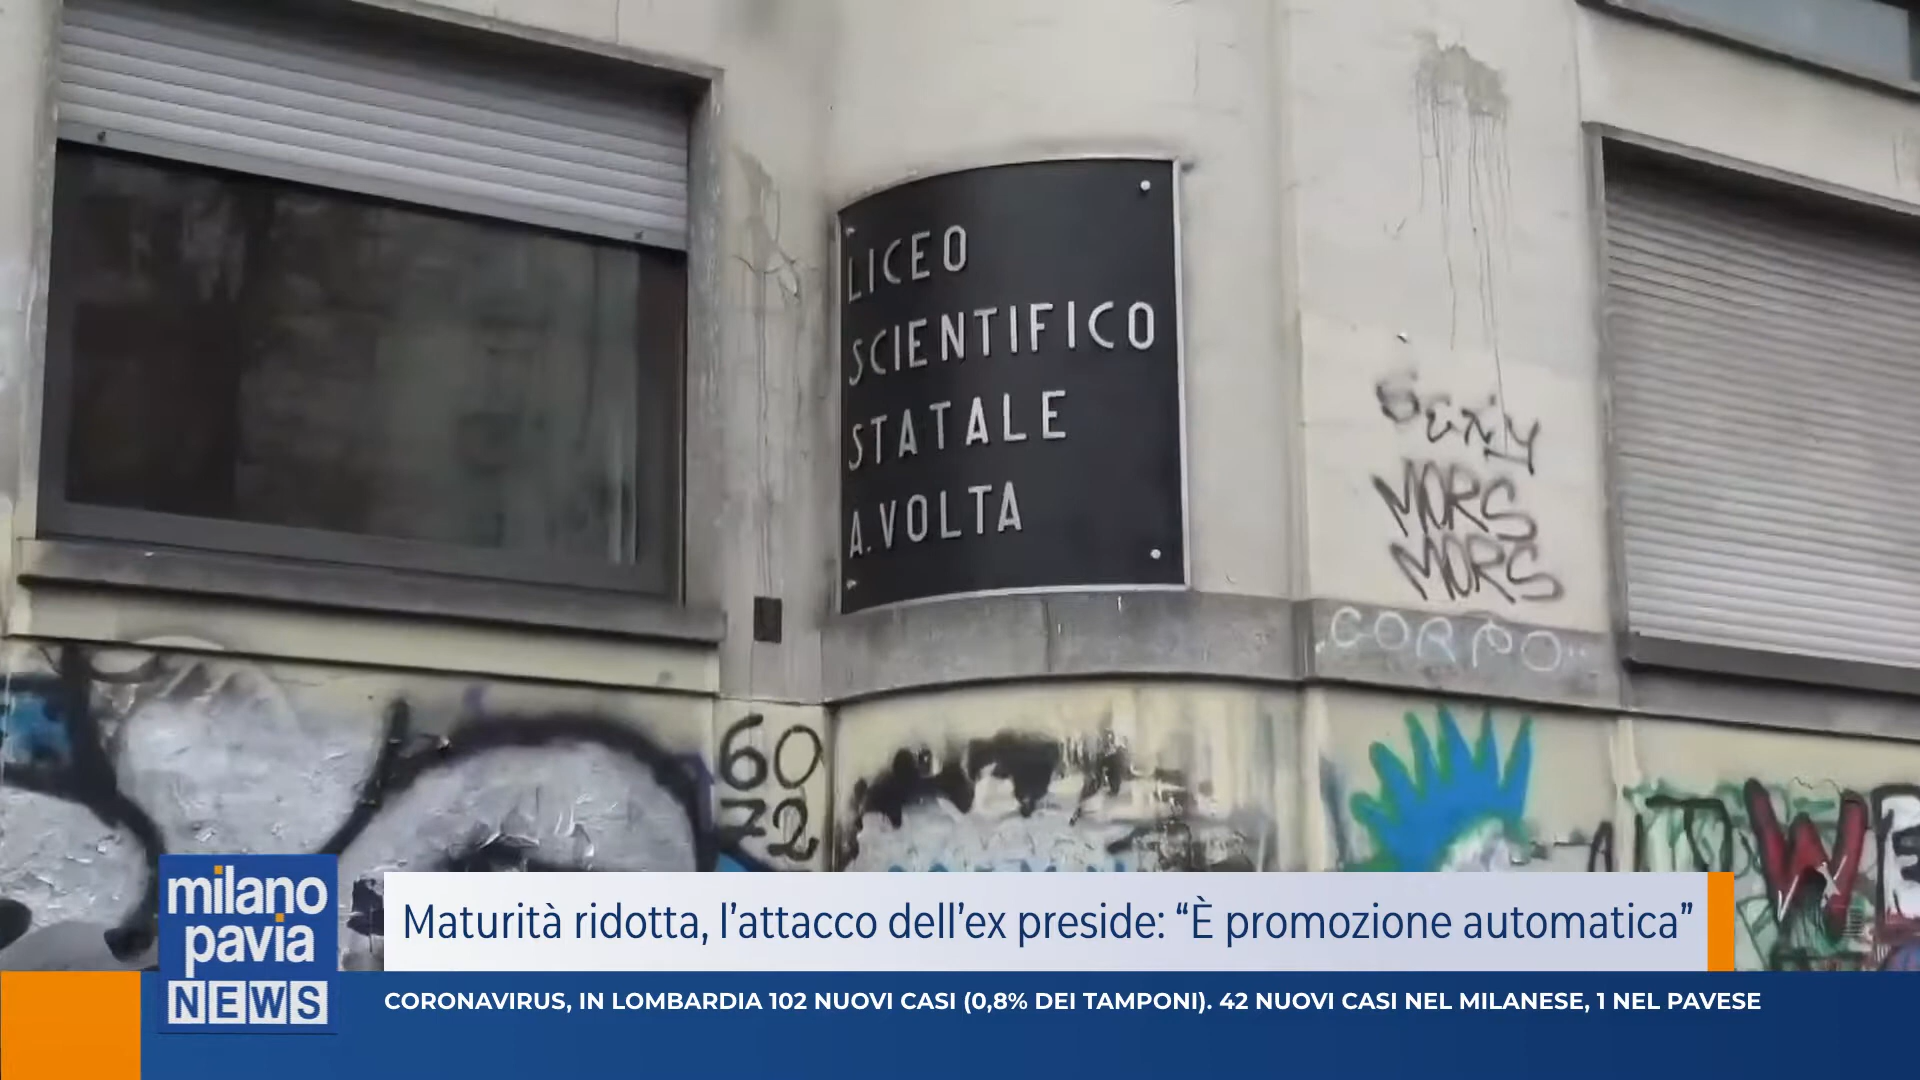 LICEO
SCIENTIFICO
STATALE
A.VOLTA
MORS
MORS
"CORPO"
60
72
milano
pavia
NEWS
Maturità ridotta, l’attacco dell’ex preside: “È promozione automatica”
CORONAVIRUS, IN LOMBARDIA 102 NUOVI CASI (0,8% DEI TAMPONI). 42 NUOVI CASI NEL MILANESE, 1 NEL PAVESE